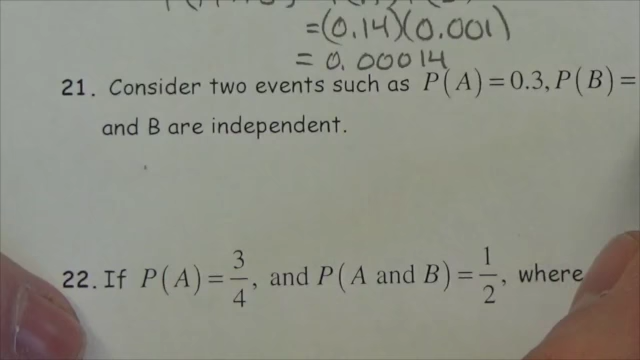 =(0.14)(0.001)
= 0.00014
21. Consider two events such as P(A)=0.3, P(B)=
and B are independent.
22. If P(A)=3/4, and P(A and B)=1/2, where